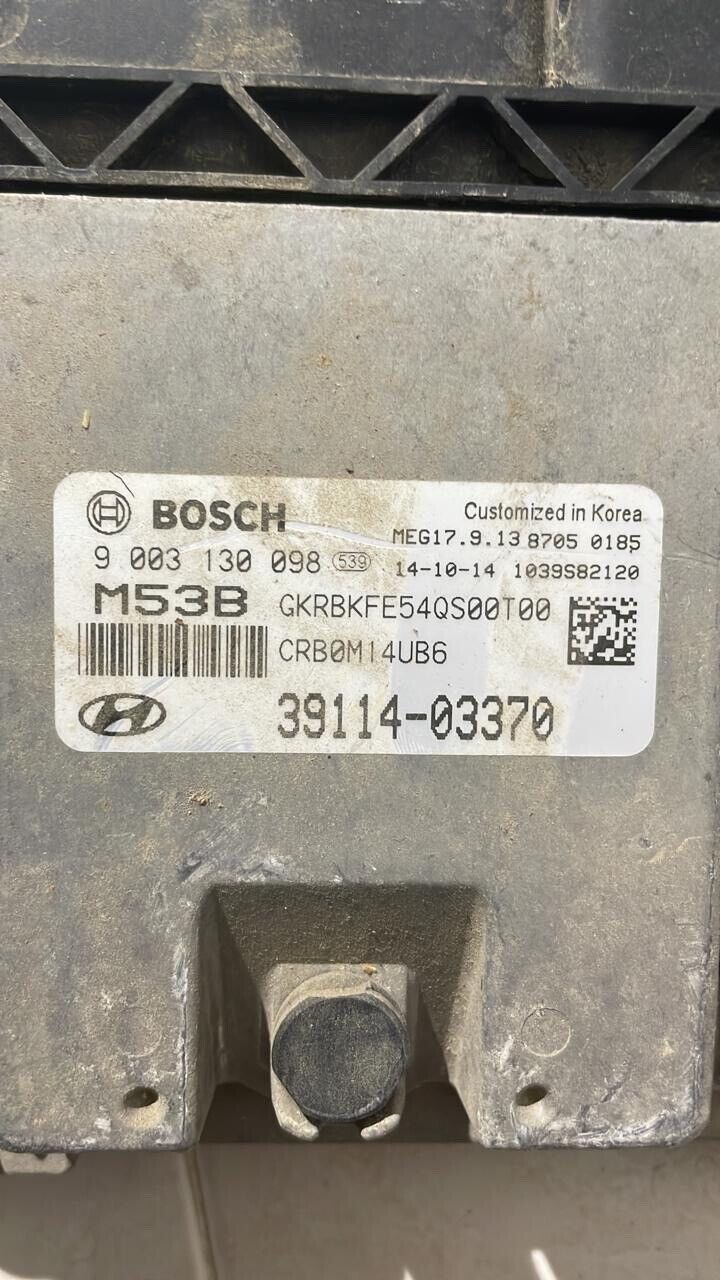 BOSCH
Customized in Korea
MEG17.9.13 8705 0185
9 003 130 098 539
14-10-14 1039S82120
M53B GKRBKFE54QS00T00
CRB0M14UB6
39114-03370